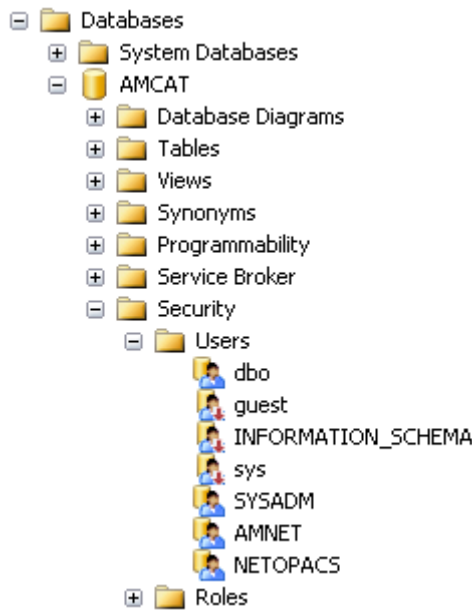 Databases
System Databases
AMCAT
Database Diagrams
Tables
Views
Synonyms
Programmability
Service Broker
Security
Users
dbo
guest
INFORMATION_SCHEMA
sys
SYSADM
AMNET
NETOPACS
Roles